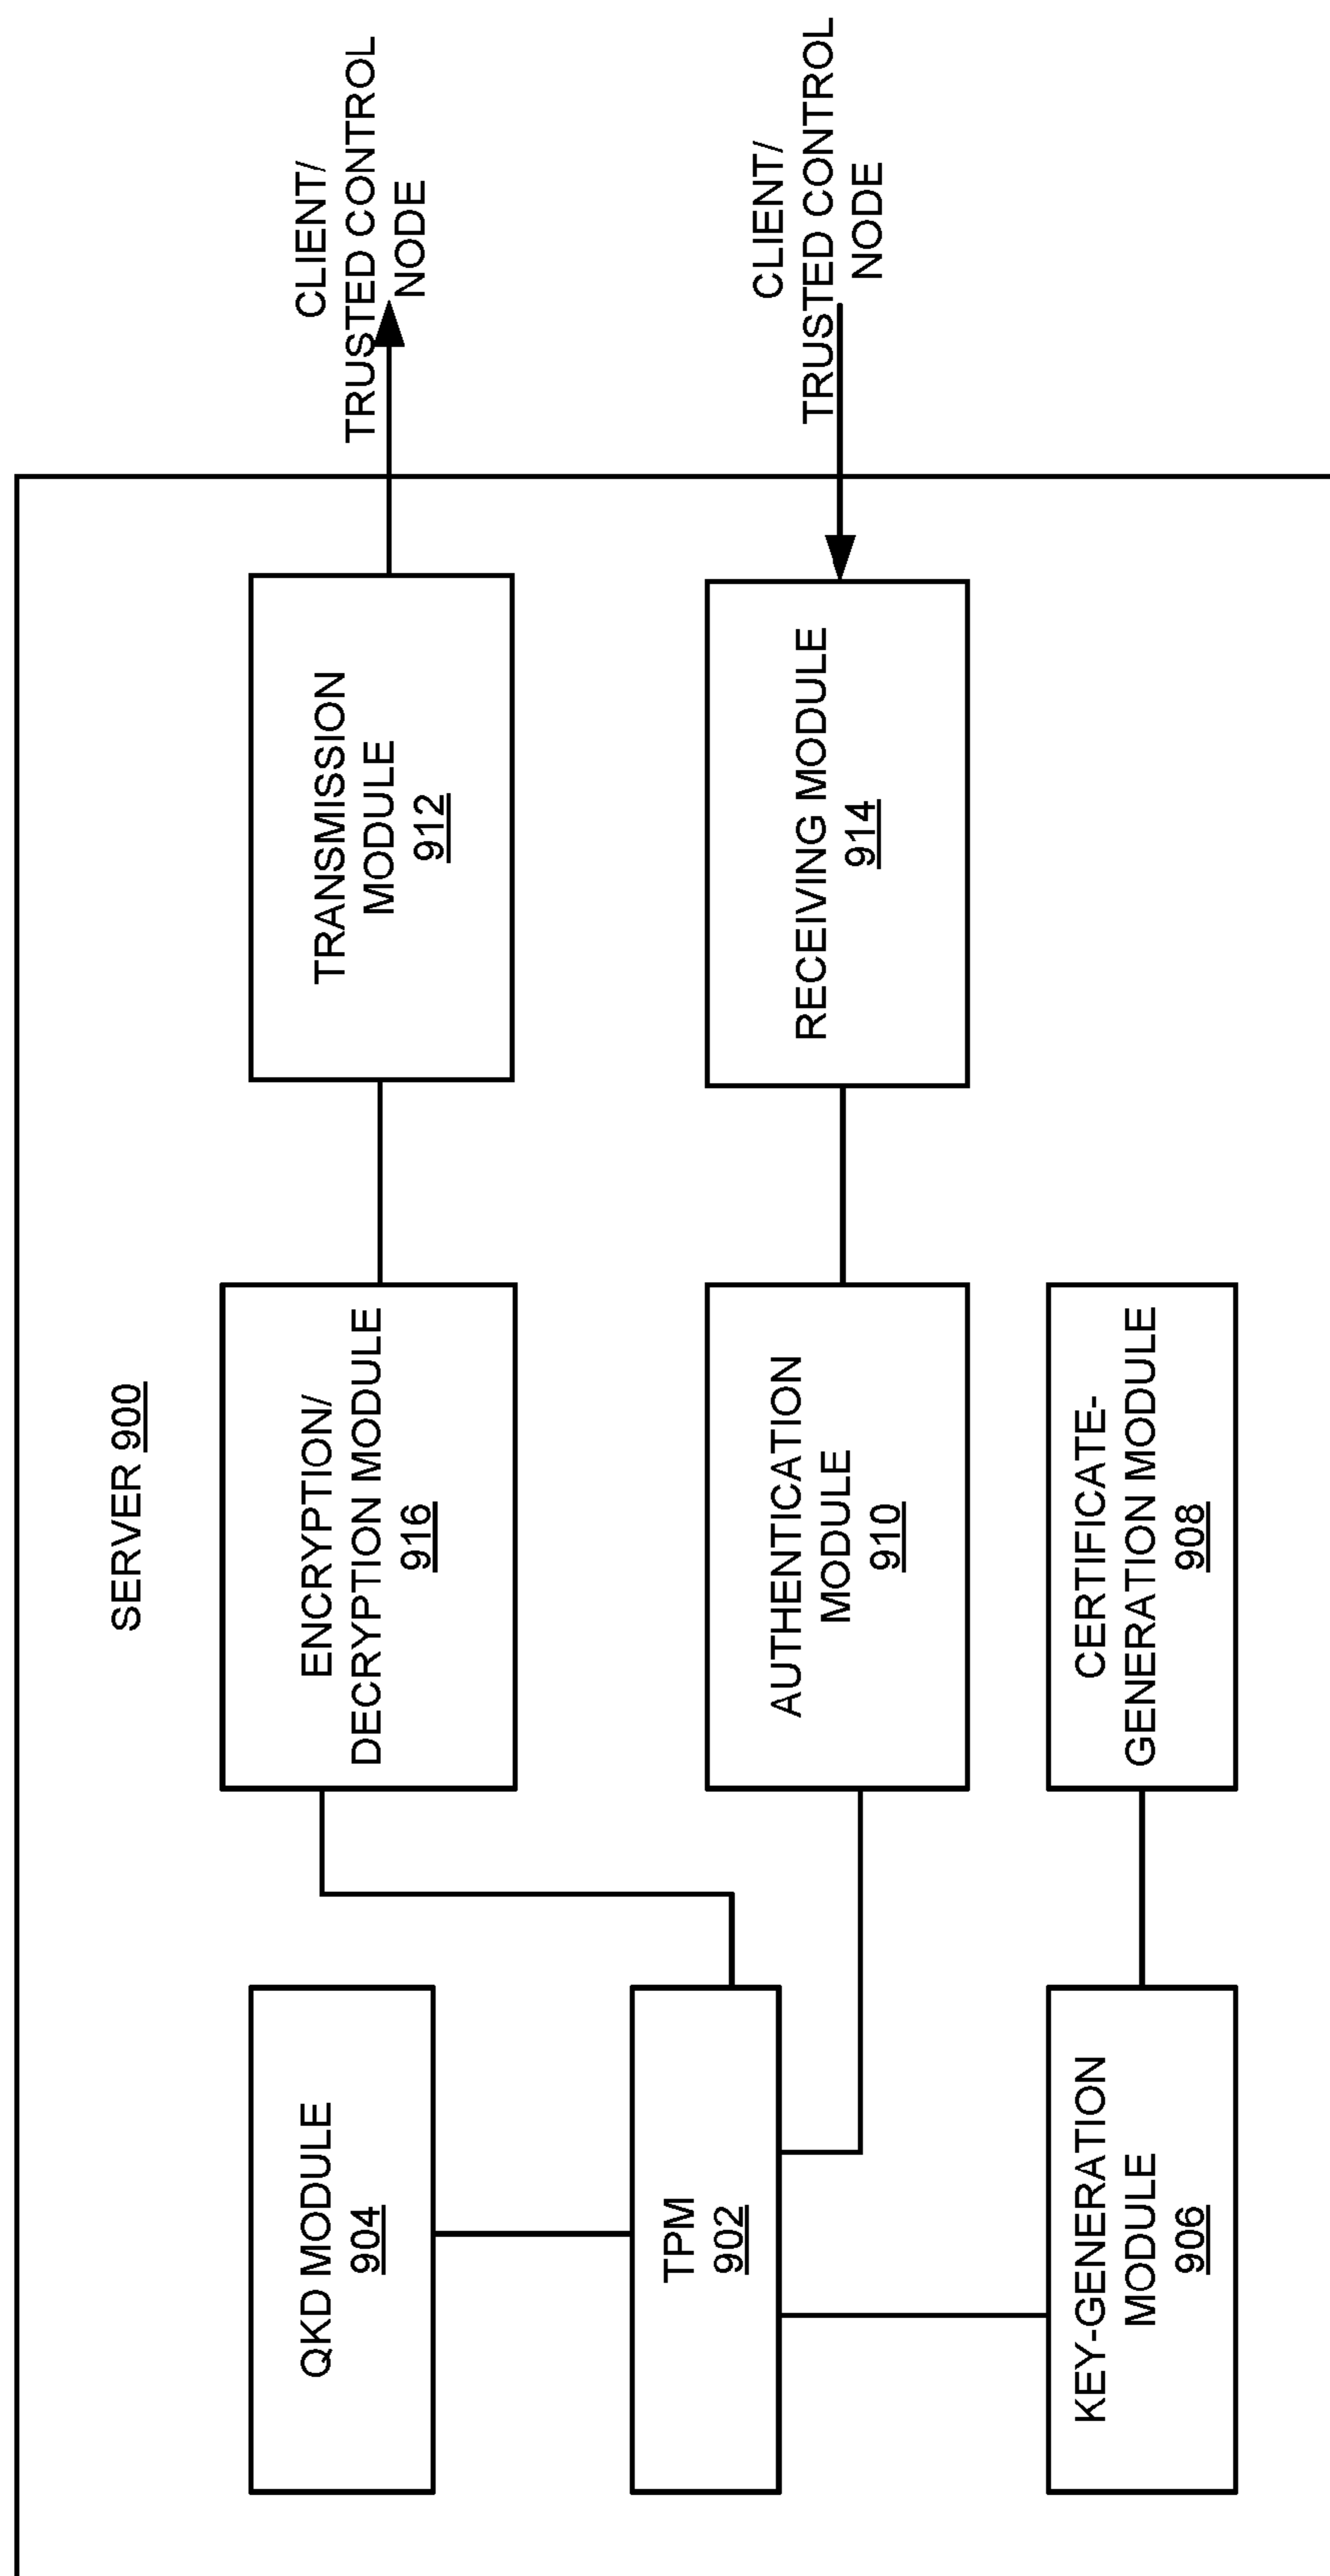 SERVER 900
QKD MODULE
904
ENCRYPTION/
DECRYPTION MODULE
916
TRANSMISSION
MODULE
912
CLIENT/
TRUSTED CONTROL
NODE
TPM
902
AUTHENTICATION
MODULE
910
RECEIVING MODULE
914
CLIENT/
TRUSTED CONTROL
NODE
KEY-GENERATION
MODULE
906
CERTIFICATE-
GENERATION MODULE
908